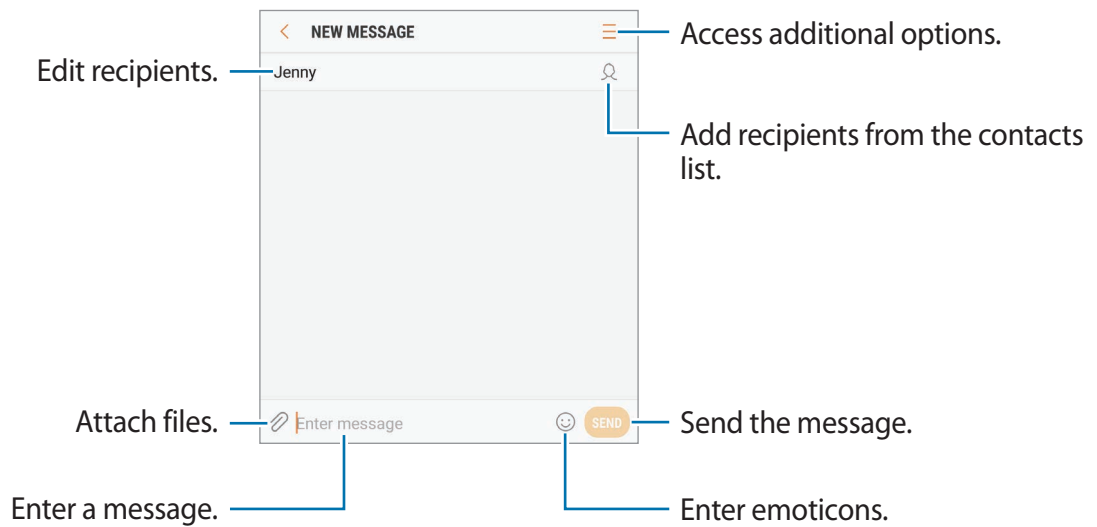 NEW MESSAGE
Access additional options.
Edit recipients.
Jenny
Add recipients from the contacts
list.
Attach files.
Enter message
SEND
Send the message.
Enter a message.
Enter emoticons.